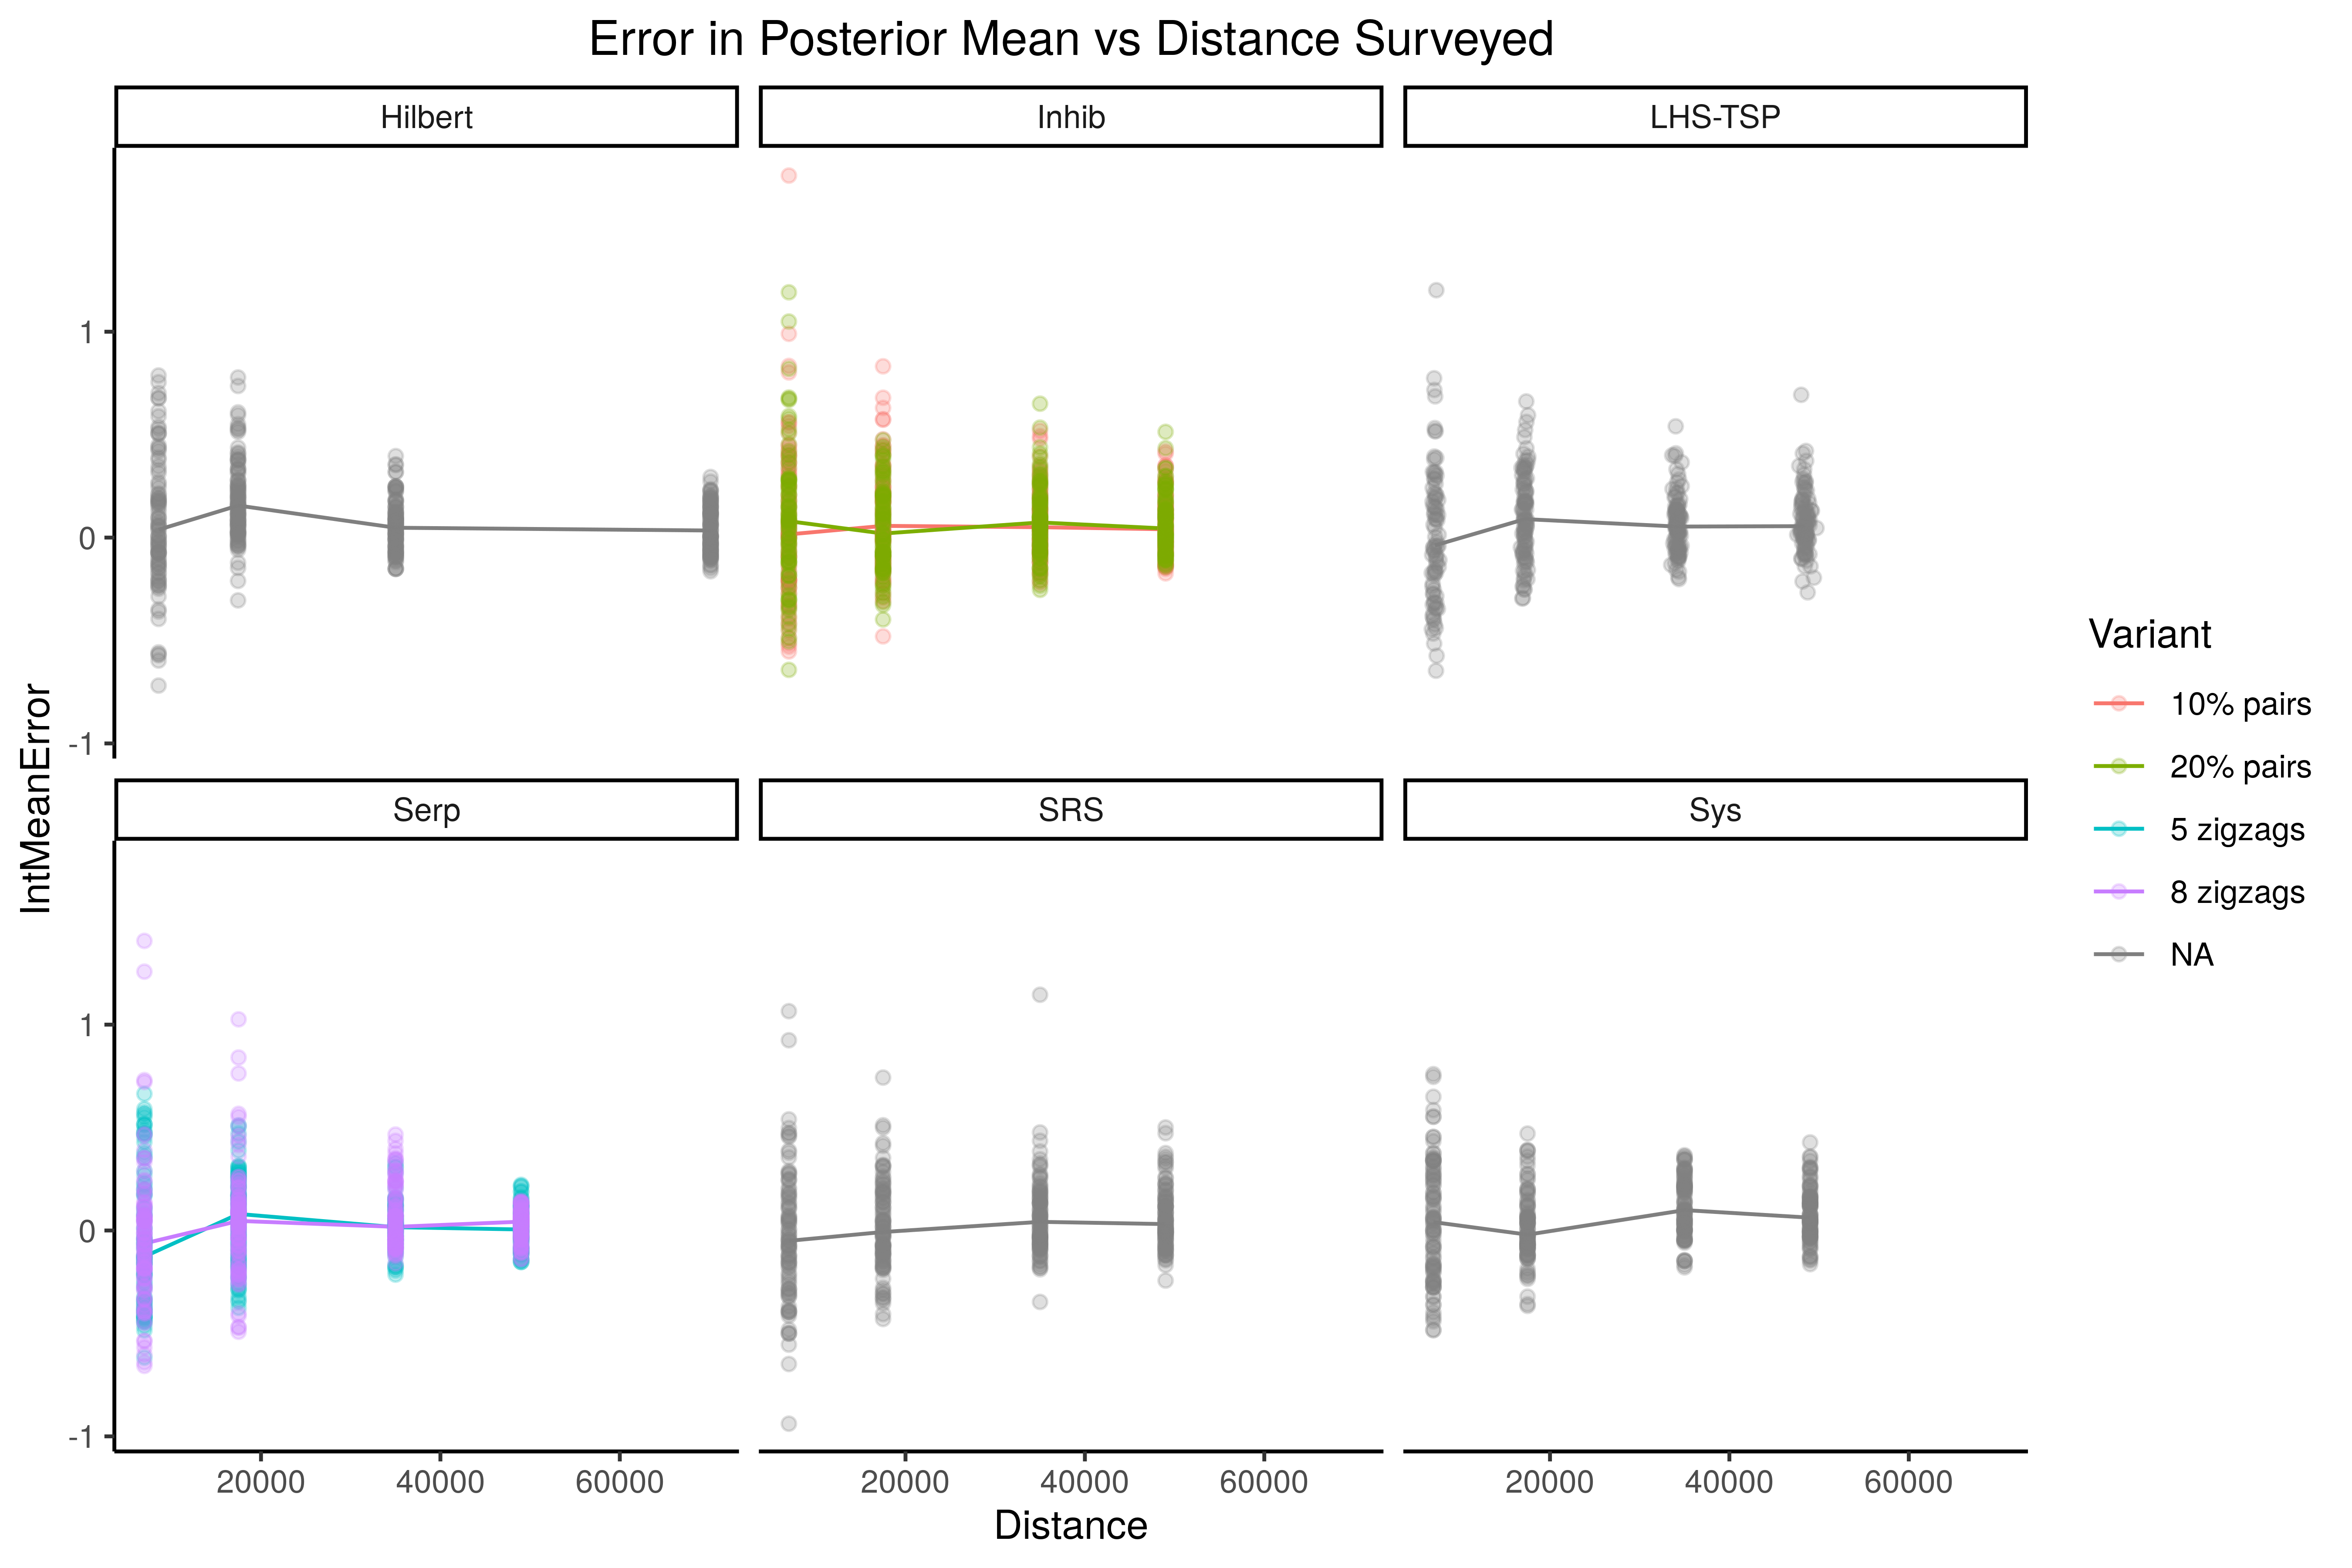 Error in Posterior Mean vs Distance Surveyed
Hilbert
Inhib
LHS-TSP
1
0
-1
Serp
SRS
Sys
1
0
-1
20000
40000
60000
20000
40000
60000
20000
40000
60000
Distance
IntMeanError
Variant
10% pairs
20% pairs
5 zigzags
8 zigzags
NA